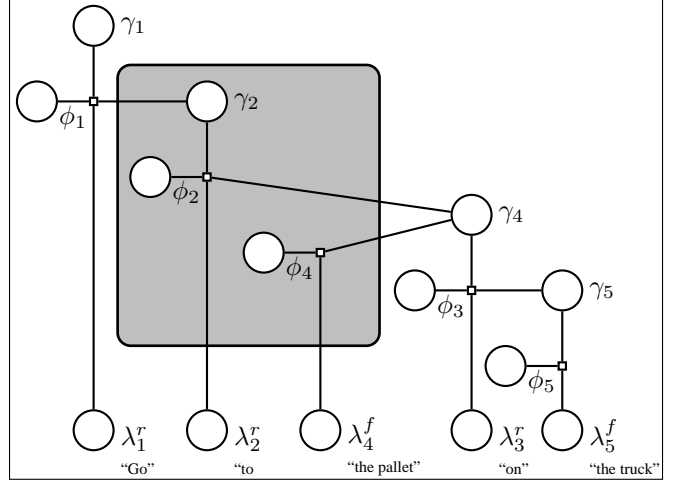 γ₁
ϕ₁
γ₂
ϕ₂
γ₄
ϕ₄
ϕ₃
γ₅
ϕ₅
λ₁ʳ λ₂ʳ λ₄ᶠ λ₃ʳ λ₅ᶠ
“Go” “to “the pallet” “on” “the truck”